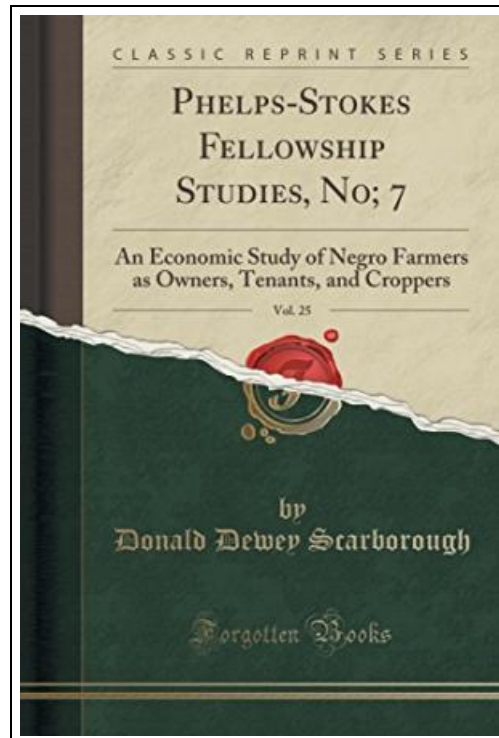 CLASSIC REPRINT SERIES
PHELPS-STOKES
FELLOWSHIP
STUDIES, NO; 7
An Economic Study of Negro Farmers
as Owners, Tenants, and Croppers
Vol. 25
by
Donald Dewey Scarborough
Forgotten Books